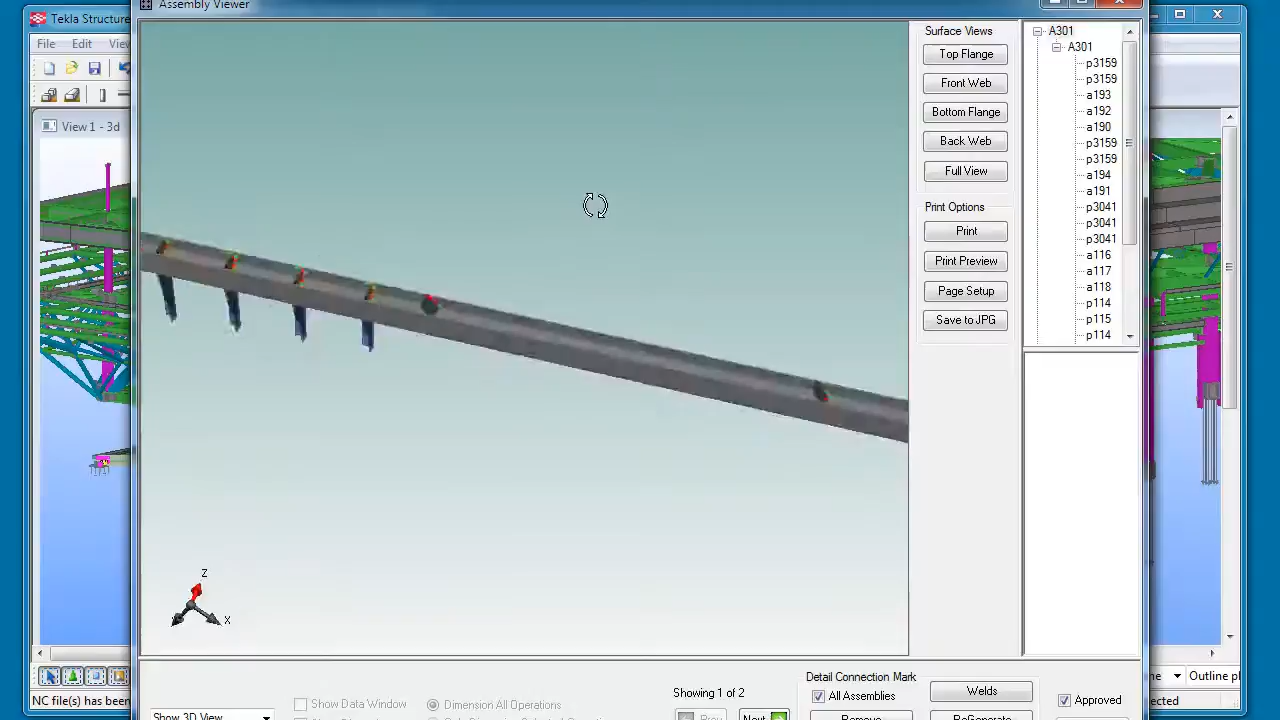 Assembly Viewer
Tekla Structure
File Edit View
View 1 - 3d
Surface Views
Top Flange
Front Web
Bottom Flange
Back Web
Full View
Print Options
Print
Print Preview
Page Setup
Save to JPG
A301
A301
p3159
p3159
a193
a192
a190
p3159
p3159
a194
a191
p3041
p3041
p3041
a116
a117
a118
p114
p115
p114
Z
X
NC file(s) has been
Show Data Window
Dimension All Operations
Show 3D View
Showing 1 of 2
Prev
Next
Detail Connection Mark
All Assemblies
Remove
Welds
ReGenerate
Approved
ne
Outline pl
ected